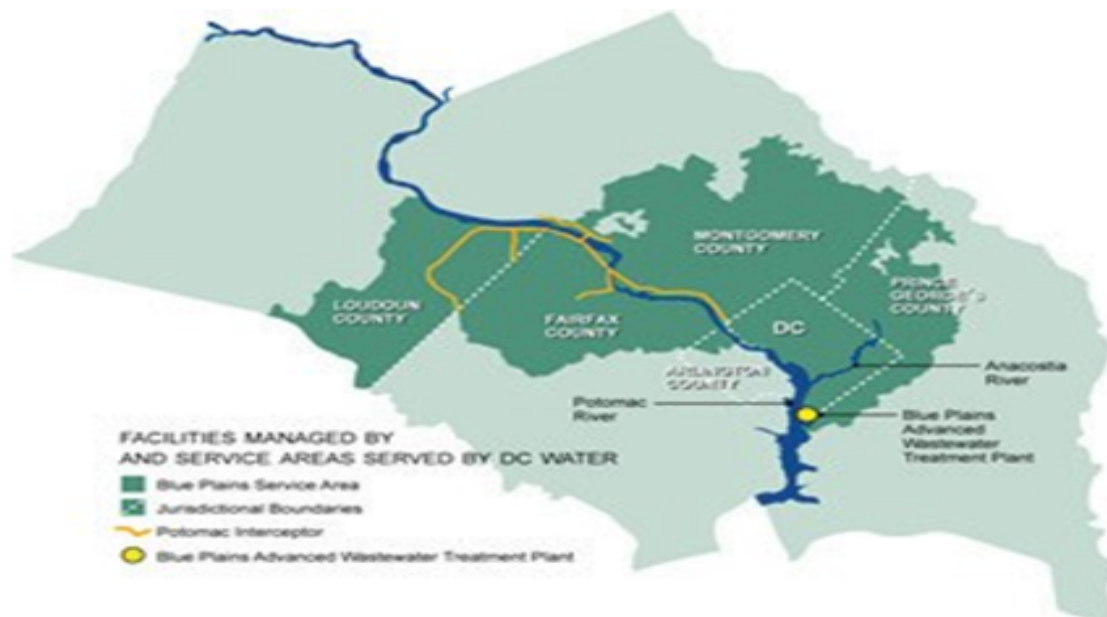 MONTGOMERY
COUNTY
PRINCE
GEORGE'S
COUNTY
LOUDOUN
COUNTY
FAIRFAX
COUNTY
DC
ARLINGTON
COUNTY
Anacostia
River
Potomac
River
Blue Plains
Advanced
Wastewater
Treatment Plant
FACILITIES MANAGED BY
AND SERVICE AREAS SERVED BY DC WATER
Blue Plains Service Area
Jurisdictional Boundaries
Potomac Interceptor
Blue Plains Advanced Wastewater Treatment Plant